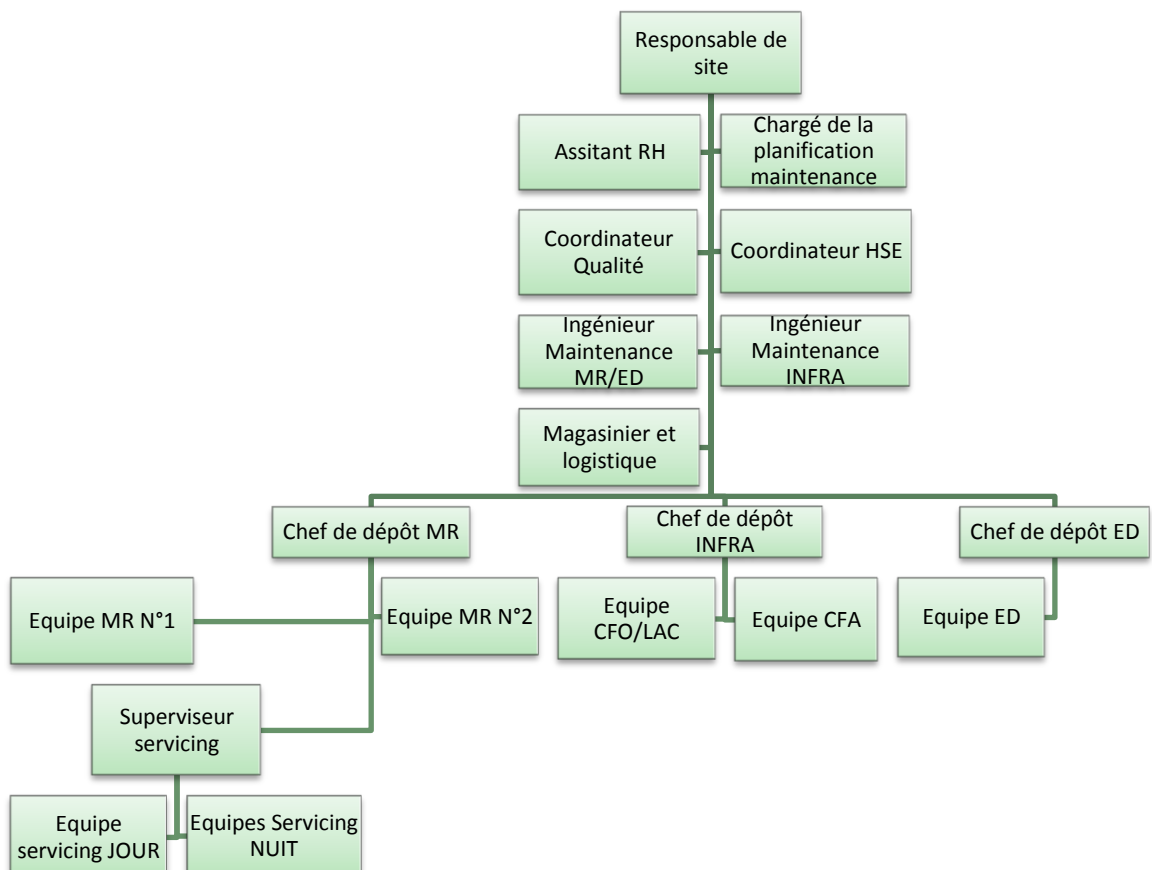 Responsable de
site
Assitant RH
Chargé de la
planification
maintenance
Coordinateur
Qualité
Coordinateur HSE
Ingénieur
Maintenance
MR/ED
Ingénieur
Maintenance
INFRA
Magasinier et
logistique
Chef de dépôt MR
Chef de dépôt
INFRA
Chef de dépôt ED
Equipe MR N°1
Equipe MR N°2
Equipe
CFO/LAC
Equipe CFA
Equipe ED
Superviseur
servicing
Equipe
servicing JOUR
Equipes Servicing
NUIT